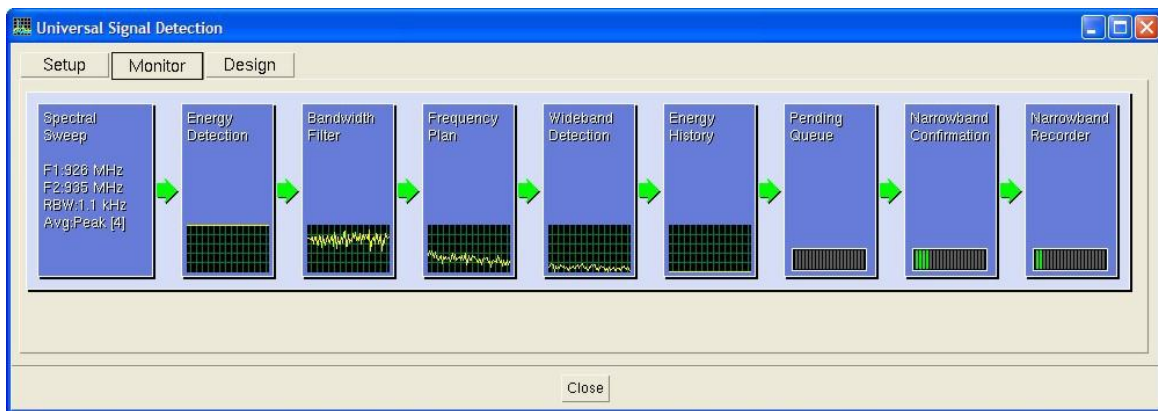 Universal Signal Detection
Setup
Monitor
Design
Spectral
Sweep
F1:926 MHz
F2:935 MHz
RBW:1.1 kHz
Avg:Peak [4]
Energy
Detection
Bandwidth
Filter
Frequency
Plan
Wideband
Detection
Energy
History
Pending
Queue
Narrowband
Confirmation
Narrowband
Recorder
Close